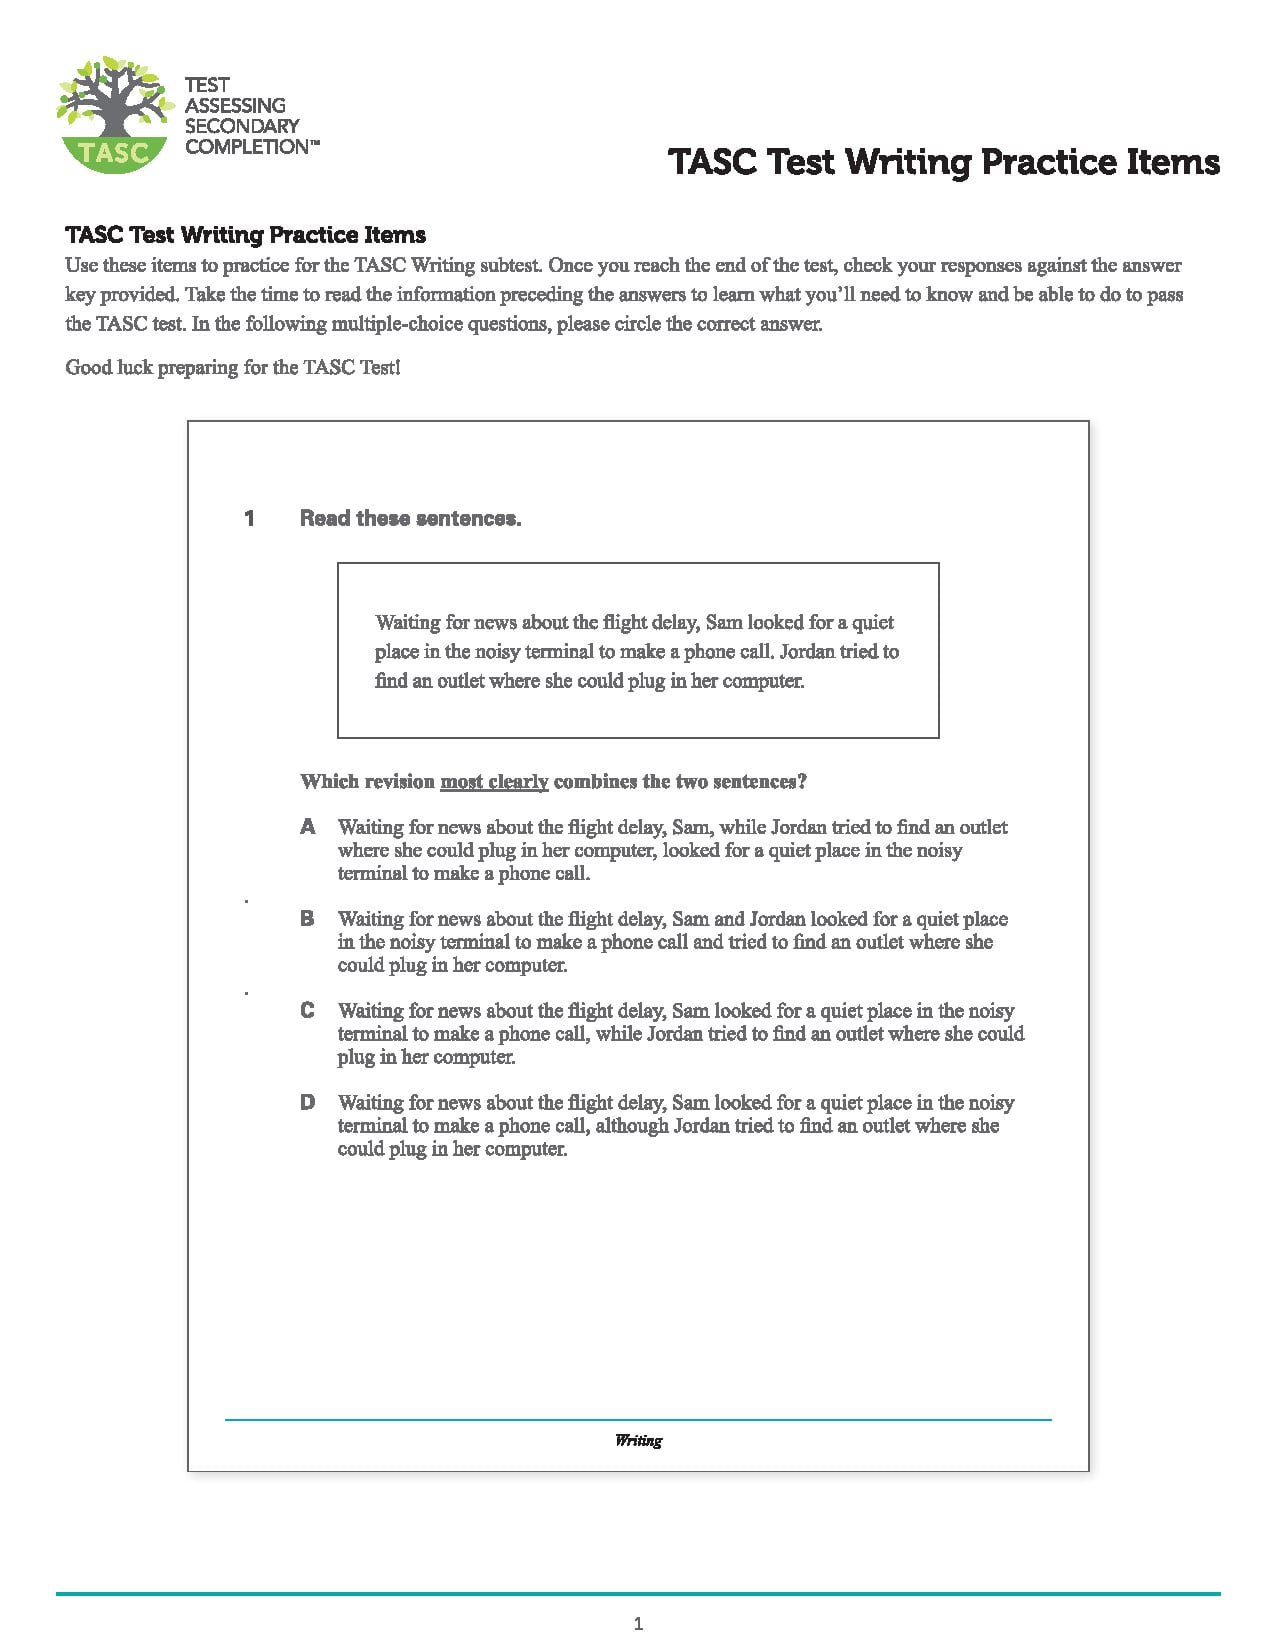 TEST
ASSESSING
SECONDARY
COMPLETION™
TASC
TASC Test Writing Practice Items
TASC Test Writing Practice Items
Use these items to practice for the TASC Writing subtest. Once you reach the end of the test, check your responses against the answer
key provided. Take the time to read the information preceding the answers to learn what you’ll need to know and be able to do to pass
the TASC test. In the following multiple-choice questions, please circle the correct answer.
Good luck preparing for the TASC Test!
1 Read these sentences.
Waiting for news about the flight delay, Sam looked for a quiet
place in the noisy terminal to make a phone call. Jordan tried to
find an outlet where she could plug in her computer.
Which revision most clearly combines the two sentences?
A Waiting for news about the flight delay, Sam, while Jordan tried to find an outlet
where she could plug in her computer, looked for a quiet place in the noisy
terminal to make a phone call.
B Waiting for news about the flight delay, Sam and Jordan looked for a quiet place
in the noisy terminal to make a phone call and tried to find an outlet where she
could plug in her computer.
C Waiting for news about the flight delay, Sam looked for a quiet place in the noisy
terminal to make a phone call, while Jordan tried to find an outlet where she could
plug in her computer.
D Waiting for news about the flight delay, Sam looked for a quiet place in the noisy
terminal to make a phone call, although Jordan tried to find an outlet where she
could plug in her computer.
Writing
1